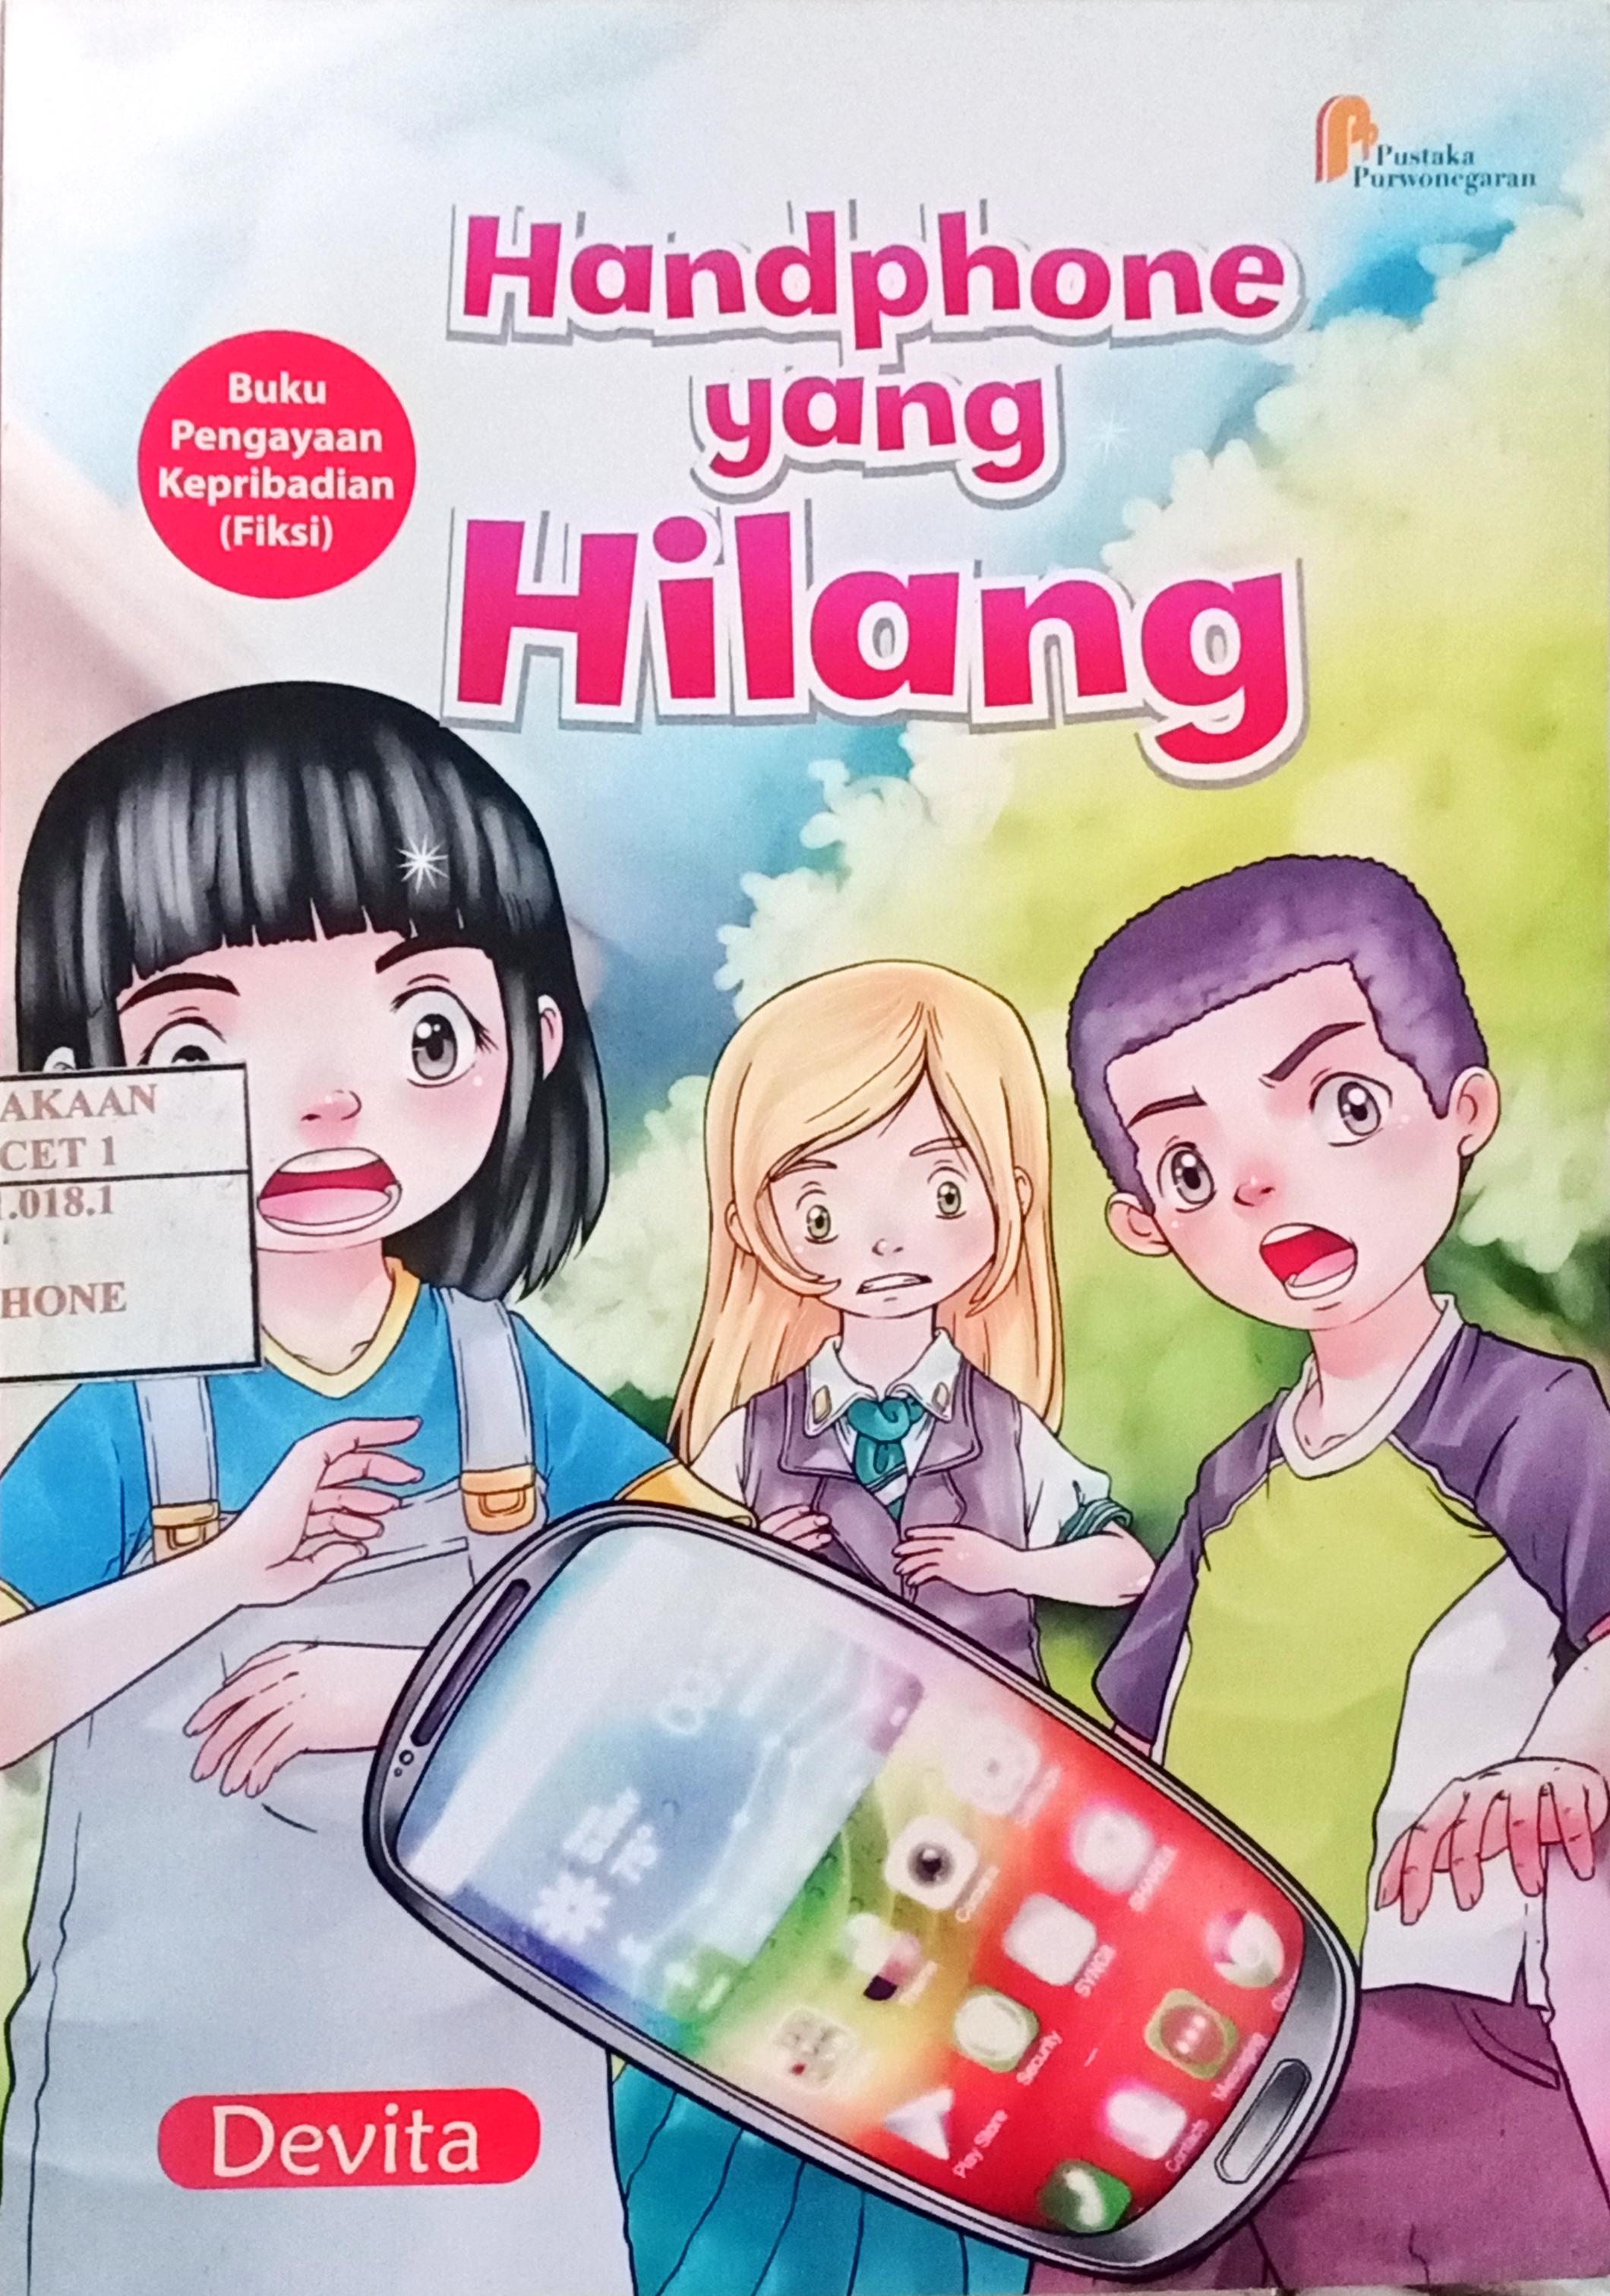 Pustaka
Purwonegaran
Handphone
yang
Hilang
Buku
Pengayaan
Kepribadian
(Fiksi)
AKAAN
CET 1
.018.1
HONE
Camera
SYNC
Security
Play Store
Contacts
Messaging
Devita